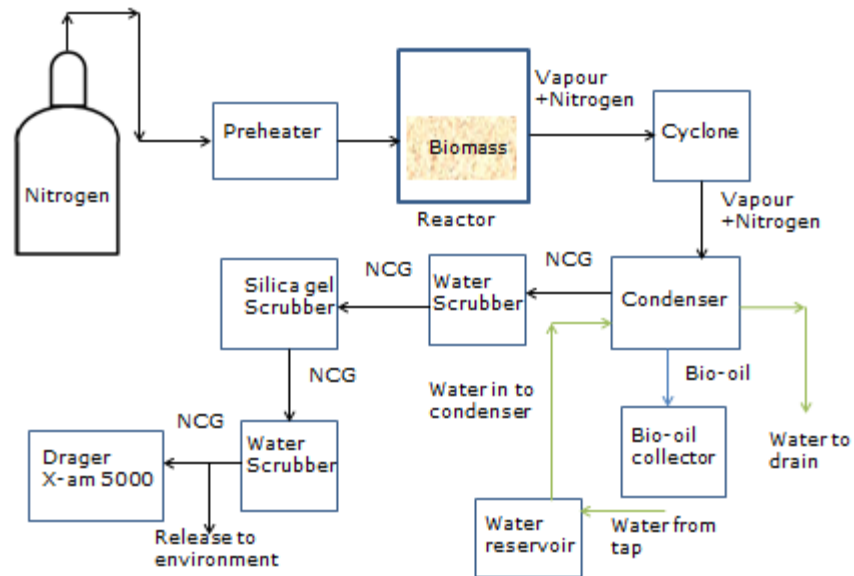 Nitrogen
Preheater
Biomass
Reactor
Vapour
+Nitrogen
Cyclone
Vapour
+Nitrogen
Condenser
NCG
Water
Scrubber
NCG
Silica gel
Scrubber
NCG
Water
Scrubber
NCG
Drager
X-am 5000
Release to
environment
Water in to
condenser
Bio-oil
Bio-oil
collector
Water to
drain
Water
reservoir
Water from
tap